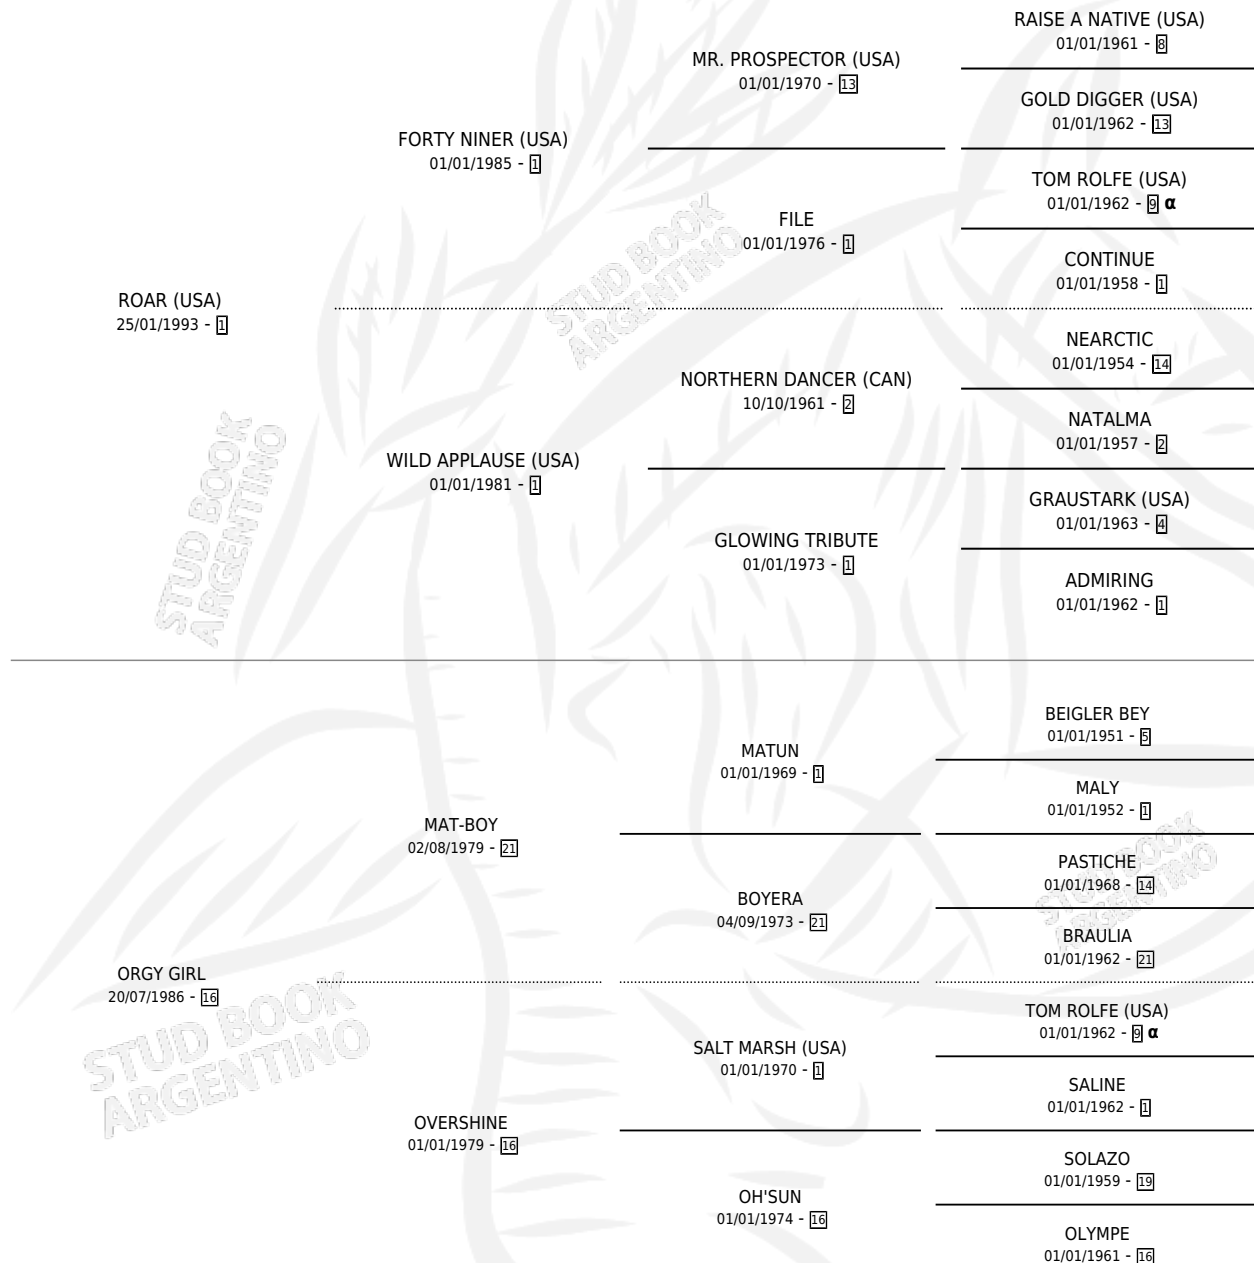 ROAR (USA)
25/01/1993 - 1
FORTY NINER (USA)
01/01/1985 - 1
MR. PROSPECTOR (USA)
01/01/1970 - 13
RAISE A NATIVE (USA)
01/01/1961 - 8
GOLD DIGGER (USA)
01/01/1962 - 13
FILE
01/01/1976 - 1
TOM ROLFE (USA)
01/01/1962 - 9 α
CONTINUE
01/01/1958 - 1
WILD APPLAUSE (USA)
01/01/1981 - 1
NORTHERN DANCER (CAN)
10/10/1961 - 2
NEARCTIC
01/01/1954 - 14
NATALMA
01/01/1957 - 2
GLOWING TRIBUTE
01/01/1973 - 1
GRAUSTARK (USA)
01/01/1963 - 4
ADMIRING
01/01/1962 - 1
ORGY GIRL
20/07/1986 - 16
MAT-BOY
02/08/1979 - 21
MATUN
01/01/1969 - 1
BEIGLER BEY
01/01/1951 - 5
MALY
01/01/1952 - 1
BOYERA
04/09/1973 - 21
PASTICHE
01/01/1968 - 14
BRAULIA
01/01/1962 - 21
OVERSHINE
01/01/1979 - 16
SALT MARSH (USA)
01/01/1970 - 1
TOM ROLFE (USA)
01/01/1962 - 9 α
SALINE
01/01/1962 - 1
OH'SUN
01/01/1974 - 16
SOLAZO
01/01/1959 - 19
OLYMPE
01/01/1961 - 16
STUD BOOK
ARGENTINO
STUD BOOK
ARGENTINO
STUD BOOK
ARGENTINO
STUD BOOK
ARGENTINO